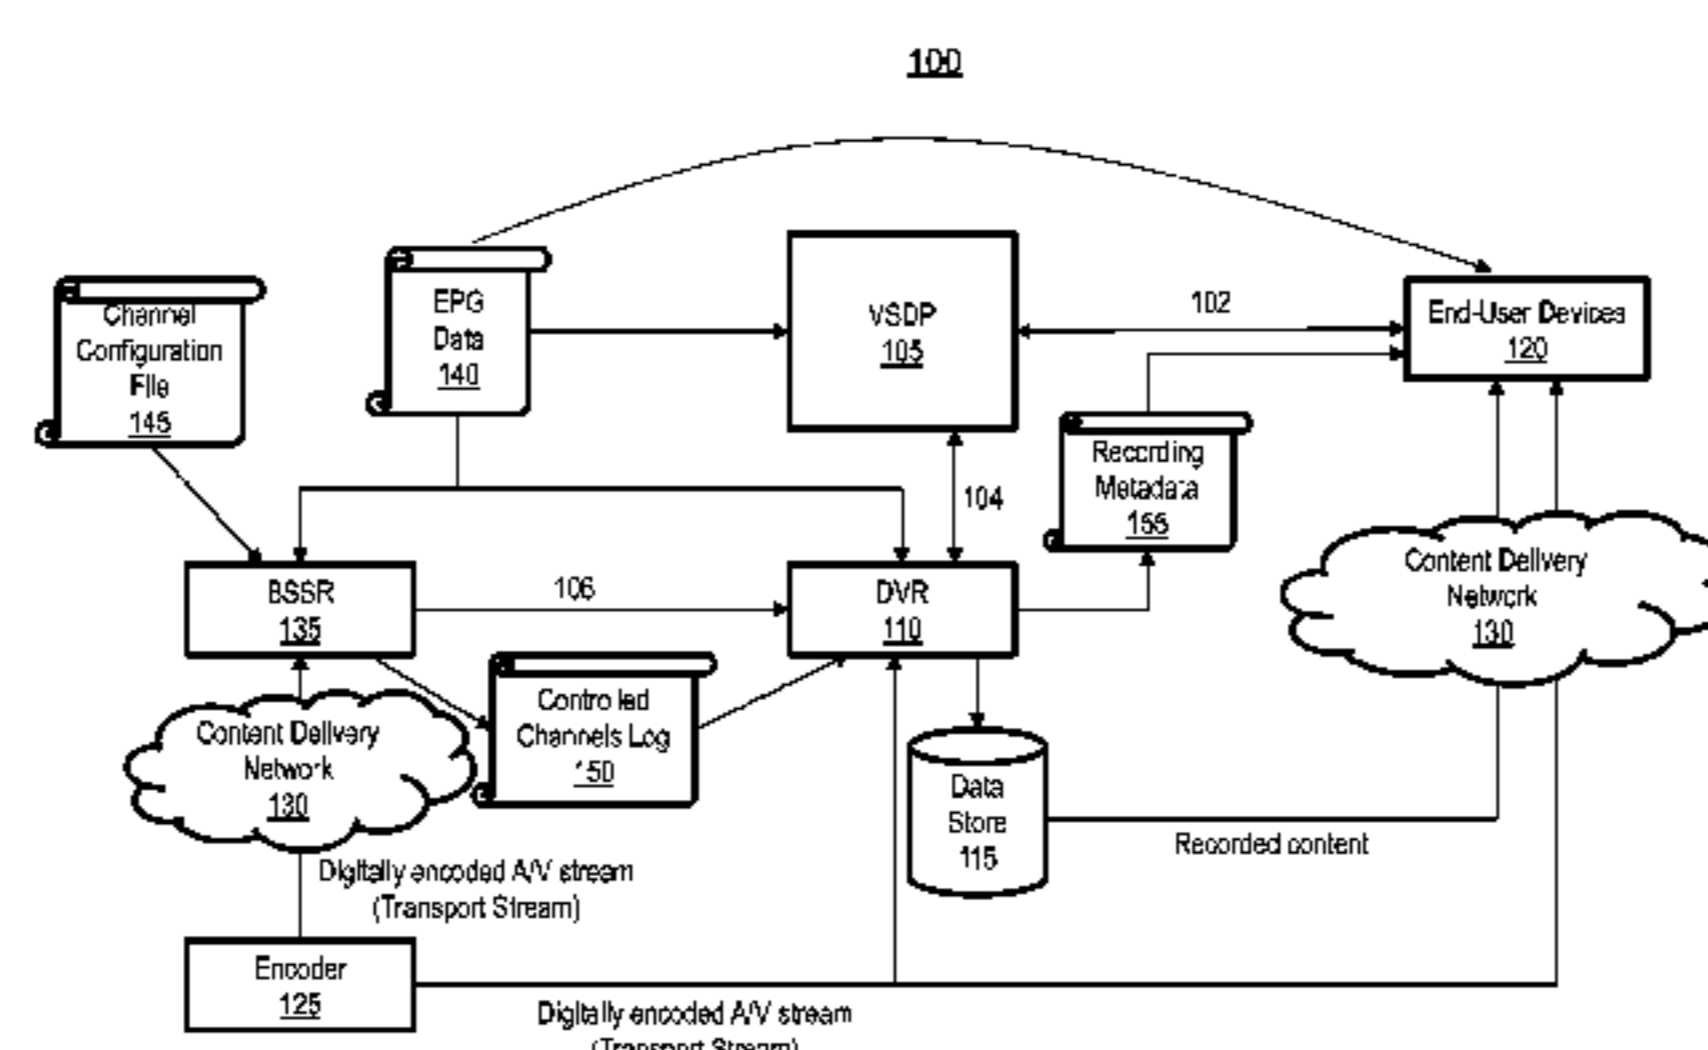 100
EPG
Data
140
VSDP
105
102
End-User Devices
120
Channel
Configuration
File
145
Recording
Metadata
155
104
Content Delivery
Network
130
BSSR
135
106
DVR
110
Controlled
Channels Log
150
Content Delivery
Network
130
Data
Store
115
Recorded content
Digitally encoded A/V stream
(Transport Stream)
Encoder
125
Digitally encoded A/V stream
(Transport Stream)